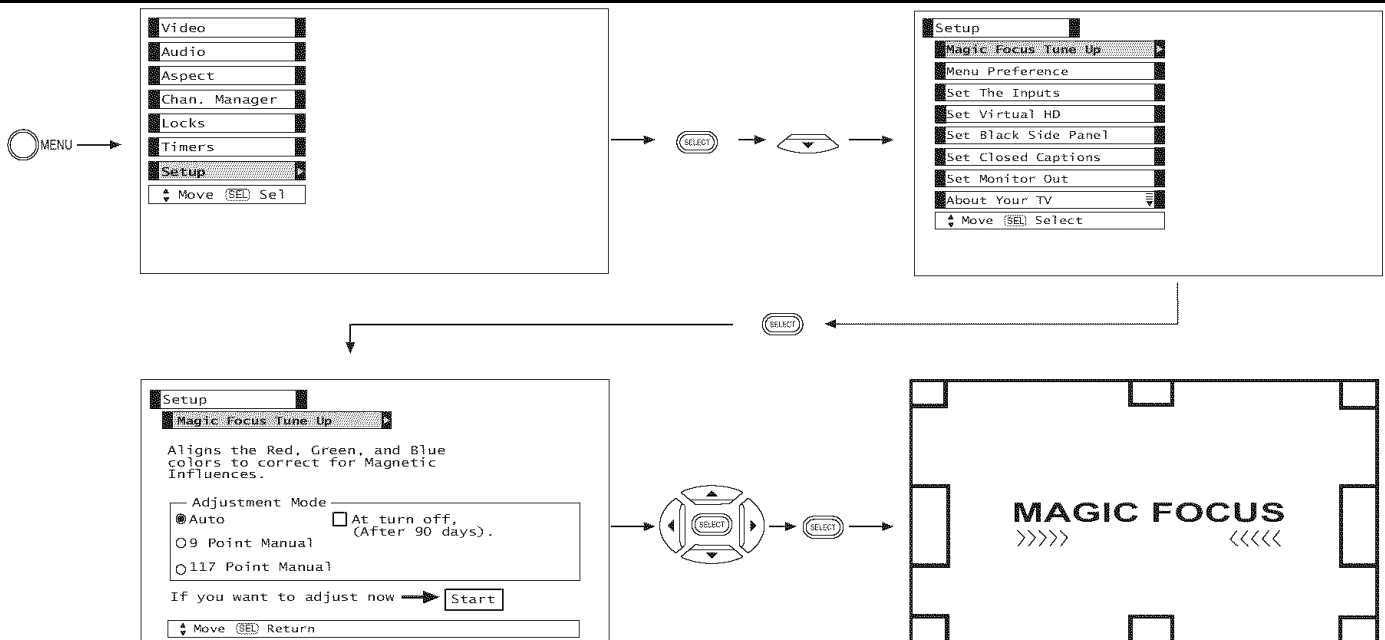 Video
Audio
Aspect
Chan. Manager
Locks
Timers
Setup
Move SEL Sel
MENU
SELECT
Setup
Magic Focus Tune Up
Menu Preference
Set The Inputs
Set Virtual HD
Set Black Side Panel
Set Closed Captions
Set Monitor Out
About Your TV
Move SEL Select
SELECT
Setup
Magic Focus Tune Up
Aligns the Red, Green, and Blue
colors to correct for Magnetic
Influences.
Adjustment Mode
Auto
At turn off,
(After 90 days).
9 Point Manual
117 Point Manual
If you want to adjust now Start
Move SEL Return
SELECT
SELECT
MAGIC FOCUS